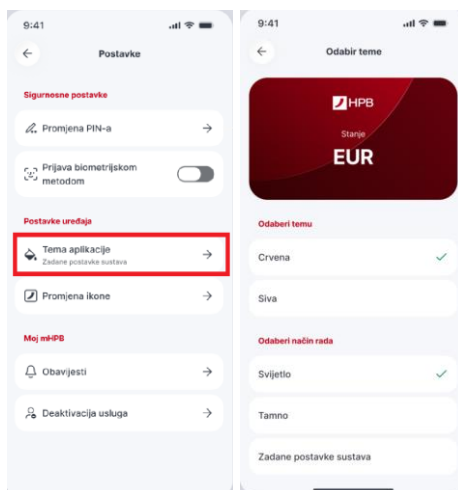 9:41
Postavke
Sigurnosne postavke
Promjena PIN-a
Prijava biometrijskom
metodom
Postavke uređaja
Tema aplikacije
Zadane postavke sustava
Promjena ikone
Moj mHPB
Obavijesti
Deaktivacija usluga
9:41
Odabir teme
HPB
Stanje
EUR
Odaberi temu
Crvena
Siva
Odaberi način rada
Svijetlo
Tamno
Zadane postavke sustava